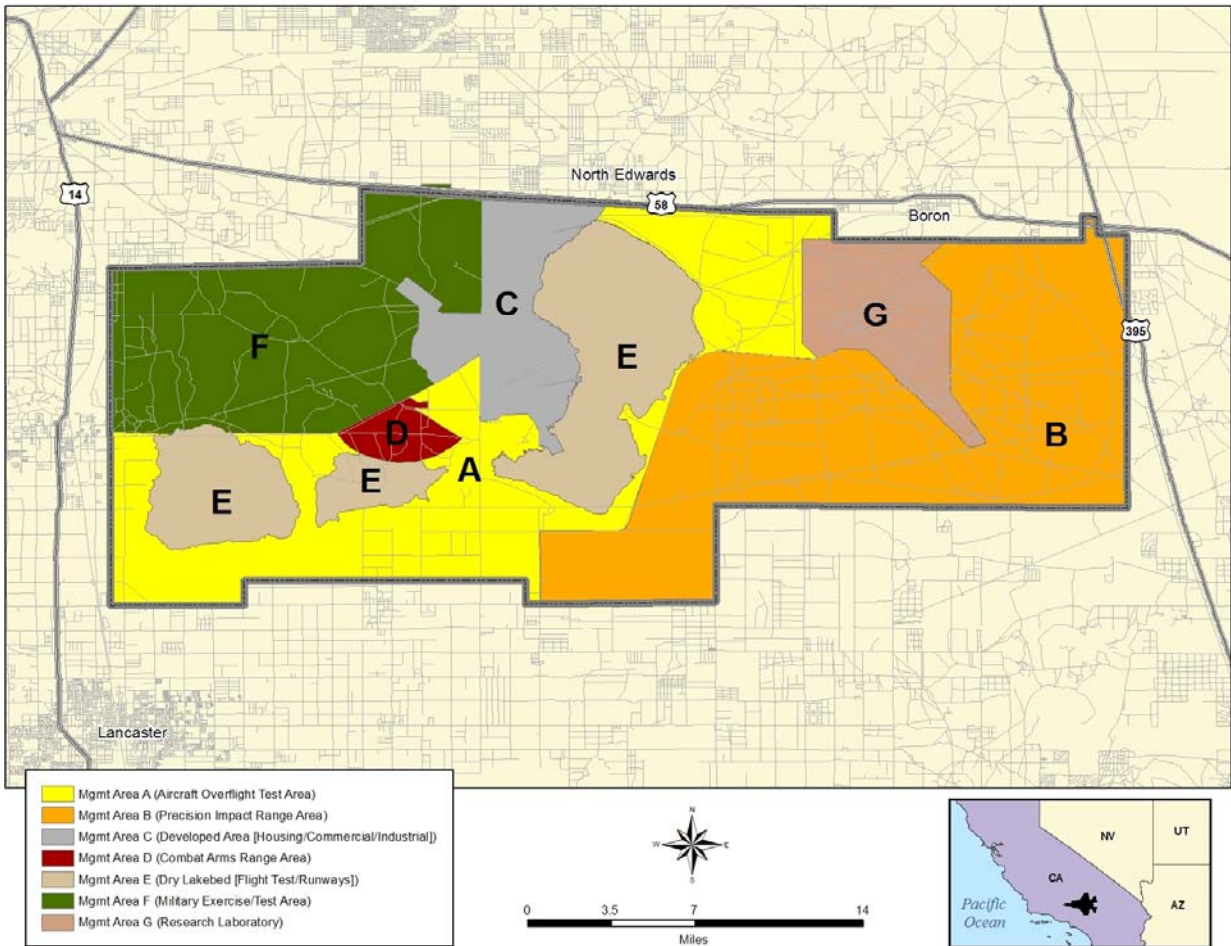 North Edwards
14
58
Boron
C
G
F
E
395
D
B
A
E
E
Lancaster
Mgmt Area A (Aircraft Overflight Test Area)
Mgmt Area B (Precision Impact Range Area)
Mgmt Area C (Developed Area [Housing/Commercial/Industrial])
Mgmt Area D (Combat Arms Range Area)
Mgmt Area E (Dry Lakebed [Flight Test/Runways])
Mgmt Area F (Military Exercise/Test Area)
Mgmt Area G (Research Laboratory)
N
W E
S
0 3.5 7 14
Miles
NV
UT
CA
AZ
Pacific
Ocean